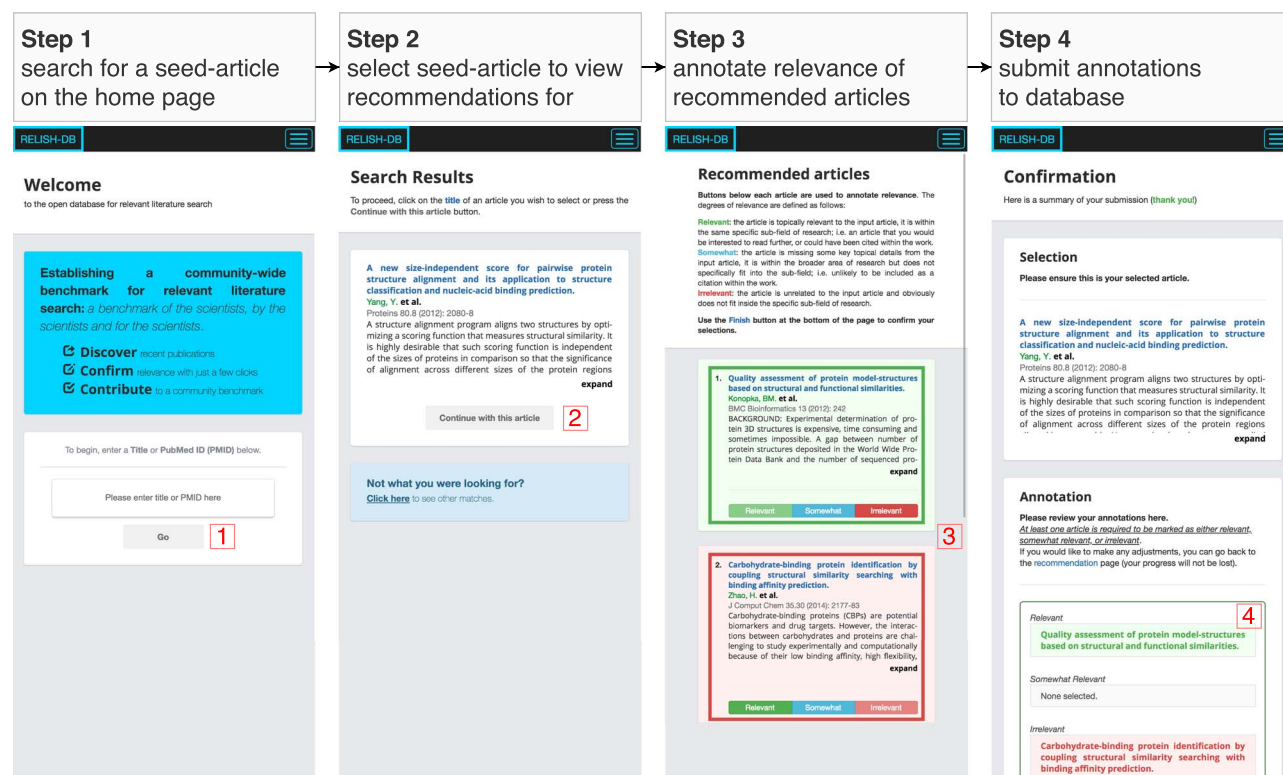 Step 1
search for a seed-article
on the home page
Step 2
select seed-article to view
recommendations for
Step 3
annotate relevance of
recommended articles
Step 4
submit annotations
to database
RELISH-DB
Welcome
to the open database for relevant literature search
Establishing a community-wide
benchmark for relevant literature
search: a benchmark of the scientists, by the
scientists and for the scientists.
Discover recent publications
Confirm relevance with just a few clicks
Contribute to a community benchmark
To begin, enter a Title or PubMed ID (PMID) below.
Please enter title or PMID here
Go
1
RELISH-DB
Search Results
To proceed, click on the title of an article you wish to select or press the
Continue with this article button.
A new size-independent score for pairwise protein
structure alignment and its application to structure
classification and nucleic-acid binding prediction.
Yang, Y. et al.
Proteins 80.8 (2012): 2080-8
A structure alignment program aligns two structures by opti-
mizing a scoring function that measures structural similarity. It
is highly desirable that such scoring function is independent
of the sizes of proteins in comparison so that the significance
of alignment across different sizes of the protein regions
expand
Continue with this article
2
Not what you were looking for?
Click here to see other matches.
RELISH-DB
Recommended articles
Buttons below each article are used to annotate relevance. The
degrees of relevance are defined as follows:
Relevant: the article is topically relevant to the input article, it is within
the same specific sub-field of research; i.e. an article that you would
be interested to read further, or could have been cited within the work.
Somewhat: the article is missing some key topical details from the
input article, it is within the broader area of research but does not
specifically fit into the sub-field; i.e. unlikely to be included as a
citation within the work.
Irrelevant: the article is unrelated to the input article and obviously
does not fit inside the specific sub-field of research.
Use the Finish button at the bottom of the page to confirm your
selections.
1. Quality assessment of protein model-structures
based on structural and functional similarities.
Konopka, BM. et al.
BMC Bioinformatics 13 (2012): 242
BACKGROUND: Experimental determination of pro-
tein 3D structures is expensive, time consuming and
sometimes impossible. A gap between number of
protein structures deposited in the World Wide Pro-
tein Data Bank and the number of sequenced pro-
expand
Relevant Somewhat Irrelevant
3
2. Carbohydrate-binding protein identification by
coupling structural similarity searching with
binding affinity prediction.
Zhao, H. et al.
J Comput Chem 35.30 (2014): 2177-83
Carbohydrate-binding proteins (CBPs) are potential
biomarkers and drug targets. However, the interac-
tions between carbohydrates and proteins are chal-
lenging to study experimentally and computationally
because of their low binding affinity, high flexibility,
expand
Relevant Somewhat Irrelevant
RELISH-DB
Confirmation
Here is a summary of your submission (thank you!)
Selection
Please ensure this is your selected article.
A new size-independent score for pairwise protein
structure alignment and its application to structure
classification and nucleic-acid binding prediction.
Yang, Y. et al.
Proteins 80.8 (2012): 2080-8
A structure alignment program aligns two structures by opti-
mizing a scoring function that measures structural similarity. It
is highly desirable that such scoring function is independent
of the sizes of proteins in comparison so that the significance
of alignment across different sizes of the protein regions
expand
Annotation
Please review your annotations here.
At least one article is required to be marked as either relevant,
somewhat relevant, or irrelevant.
If you would like to make any adjustments, you can go back to
the recommendation page (your progress will not be lost).
4
Relevant
Quality assessment of protein model-structures
based on structural and functional similarities.
Somewhat Relevant
None selected.
Irrelevant
Carbohydrate-binding protein identification by
coupling structural similarity searching with
binding affinity prediction.